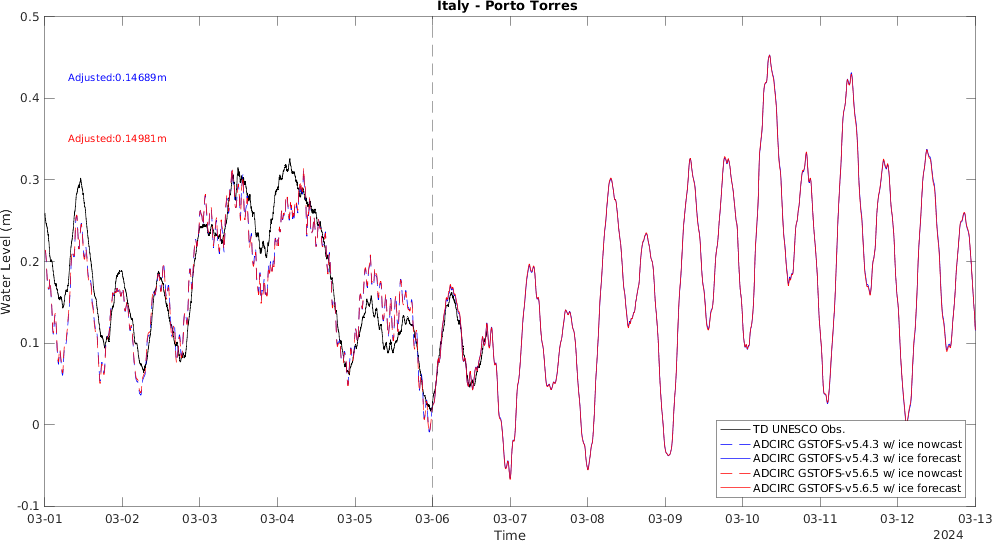 Italy - Porto Torres
Water Level (m)
0.5
0.4
0.3
0.2
0.1
0
-0.1
Adjusted:0.14689m
Adjusted:0.14981m
TD UNESCO Obs.
ADCIRC GSTOFS-v5.4.3 w/ ice nowcast
ADCIRC GSTOFS-v5.4.3 w/ ice forecast
ADCIRC GSTOFS-v5.6.5 w/ ice nowcast
ADCIRC GSTOFS-v5.6.5 w/ ice forecast
03-01 03-02 03-03 03-04 03-05 03-06 03-07 03-08 03-09 03-10 03-11 03-12 03-13
Time
2024